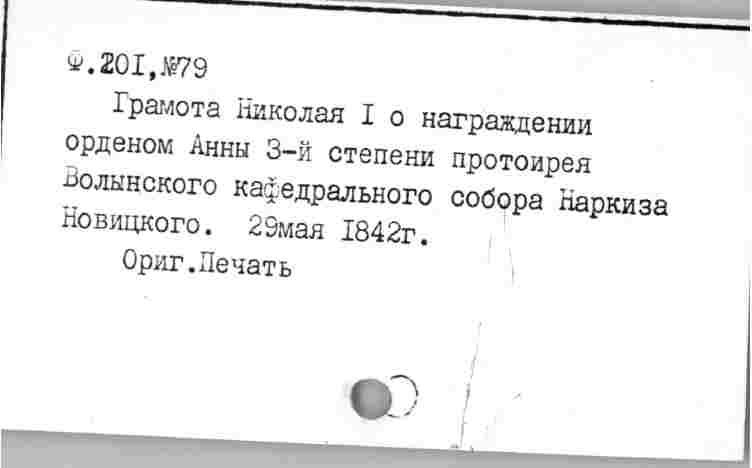 Ф.201,№79
Грамота Николая I о награждении
орденом Анны 3-й степени протоирея
Волынского кафедрального собора Наркиза
Новицкого. 29мая 1842г.
Ориг.Печать